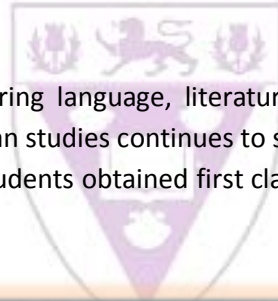 ring language, literatur
an studies continues to s
udents obtained first cla